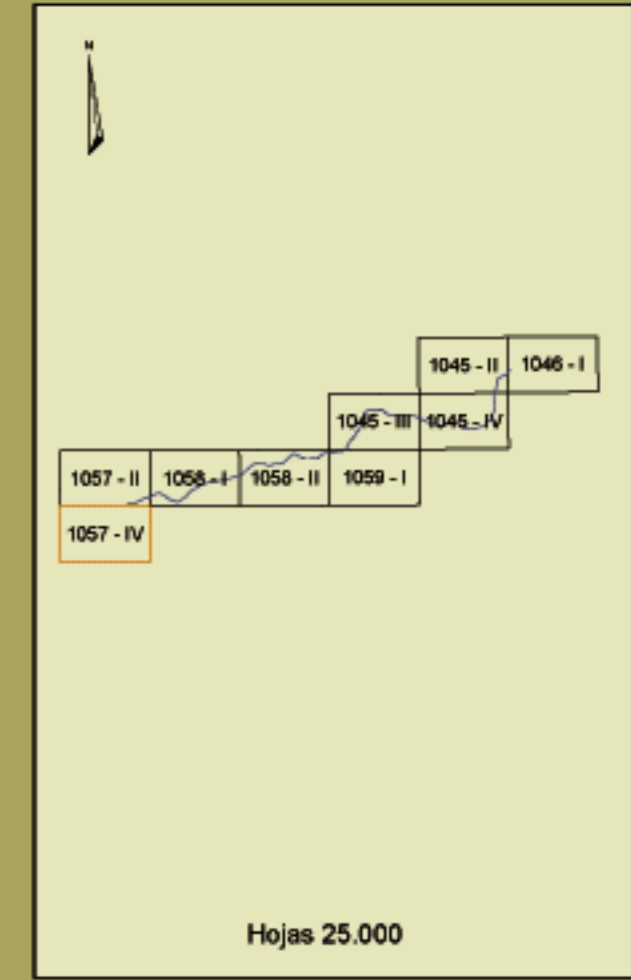 N
1045 - II 1046 - I
1045 - III 1045 - IV
1057 - II 1058 - I 1058 - II 1059 - I
1057 - IV
Hojas 25.000